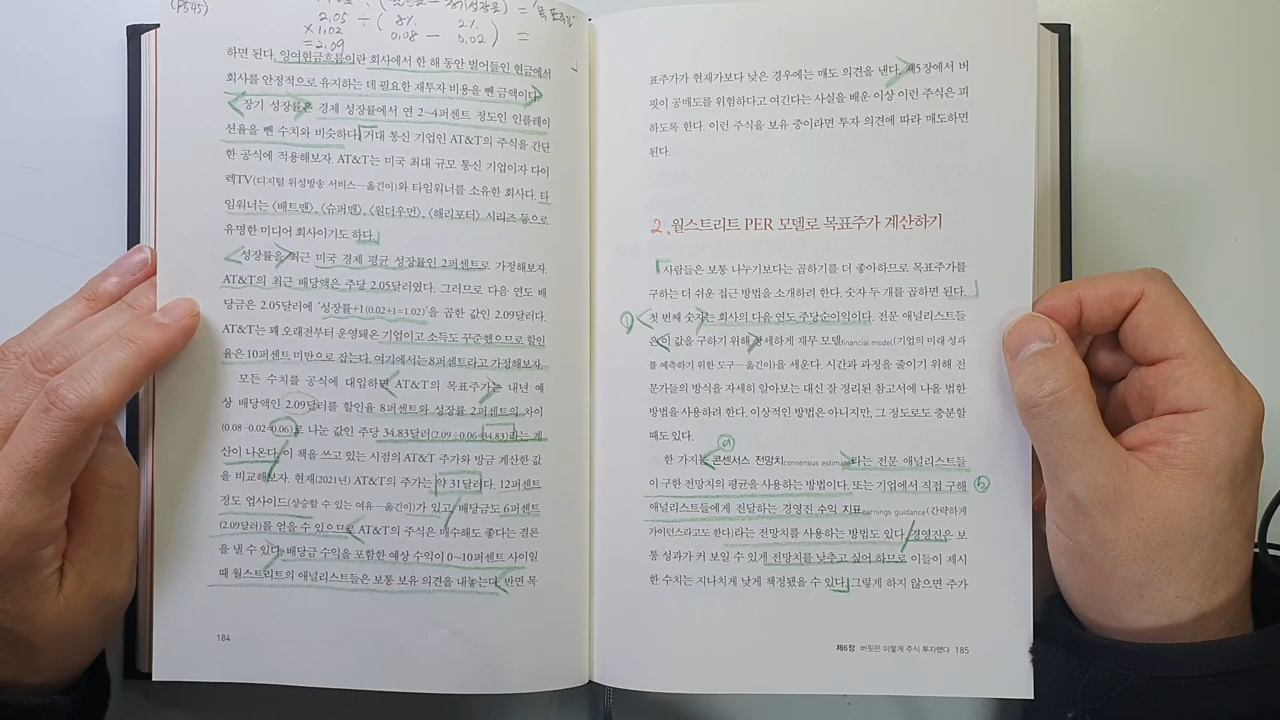 (P545)
2.05 ÷ ( 8% 2%
×1.02 0.08 - 0.02 ) =
=2.09
하면 된다. 잉여현금흐름이란 회사에서 한 해 동안 벌어들인 현금에서
회사를 안정적으로 유지하는 데 필요한 재투자 비용을 뺀 금액이다.
장기 성장률은 경제 성장률에서 연 2~4퍼센트 정도인 인플레이
션율을 뺀 수치와 비슷하다. 거대 통신 기업인 AT&T의 주식을 간단
한 공식에 적용해보자. AT&T는 미국 최대 규모 통신 기업이자 다이
렉TV(디지털 위성방송 서비스—옮긴이)와 타임워너를 소유한 회사다. 타
임워너는 〈배트맨〉, 〈슈퍼맨〉, 〈원더우먼〉, 〈해리포터〉 시리즈 등으로
유명한 미디어 회사이기도 하다.
성장률을 최근 미국 경제 평균 성장률인 2퍼센트로 가정해보자.
AT&T의 최근 배당액은 주당 2.05달러였다. 그러므로 다음 연도 배
당금은 2.05달러에 '성장률+1(0.02+1=1.02)'을 곱한 값인 2.09달러다.
AT&T는 꽤 오래전부터 운영돼온 기업이고 소득도 꾸준했으므로 할인
율은 10퍼센트 미만으로 잡는다. 여기에서는 8퍼센트라고 가정해보자.
모든 수치를 공식에 대입하면 AT&T의 목표주가는 내년 예
상 배당액인 2.09달러를 할인율 8퍼센트와 성장률 2퍼센트의 차이
(0.08-0.02=0.06)로 나눈 값인 주당 34.83달러(2.09÷0.06=34.83)라는 계
산이 나온다. 이 책을 쓰고 있는 시점의 AT&T 주가와 방금 계산한 값
을 비교해보자. 현재(2021년) AT&T의 주가는 약 31달러다. 12퍼센트
정도 업사이드(상승할 수 있는 여유—옮긴이)가 있고, 배당금도 6퍼센트
(2.09달러)를 얻을 수 있으므로 AT&T의 주식은 매수해도 좋다는 결론
을 낼 수 있다. 배당금 수익을 포함한 예상 수익이 0~10퍼센트 사이일
때 월스트리트의 애널리스트들은 보통 보유 의견을 내놓는다. 반면 목
184
표주가가 현재가보다 낮은 경우에는 매도 의견을 낸다. 제5장에서 버
핏이 공매도를 위험하다고 여긴다는 사실을 배운 이상 이런 주식은 피
하도록 한다. 이런 주식을 보유 중이라면 투자 의견에 따라 매도하면
된다.
2. 월스트리트 PER 모델로 목표주가 계산하기
사람들은 보통 나누기보다는 곱하기를 더 좋아하므로 목표주가를
구하는 더 쉬운 접근 방법을 소개하려 한다. 숫자 두 개를 곱하면 된다.
① 첫 번째 숫자는 회사의 다음 연도 주당순이익이다. 전문 애널리스트들
은 이 값을 구하기 위해 상세하게 재무 모델financial model(기업의 미래 성과
를 예측하기 위한 도구—옮긴이)을 세운다. 시간과 과정을 줄이기 위해 전
문가들의 방식을 자세히 알아보는 대신 잘 정리된 참고서에 나올 법한
방법을 사용하려 한다. 이상적인 방법은 아니지만, 그 정도로도 충분할
때도 있다.
ⓐ
한 가지는 콘센서스 전망치consensus estimate라는 전문 애널리스트들
이 구한 전망치의 평균을 사용하는 방법이다. 또는 기업에서 직접 구해 ⓑ
애널리스트들에게 전달하는 경영진 수익 지표earnings guidance(간략하게
가이던스라고도 한다)라는 전망치를 사용하는 방법도 있다. 경영진은 보
통 성과가 커 보일 수 있게 전망치를 낮추고 싶어 하므로 이들이 제시
한 수치는 지나치게 낮게 책정됐을 수 있다. 그렇게 하지 않으면 주가
제6장 버핏은 이렇게 주식 투자했다 185